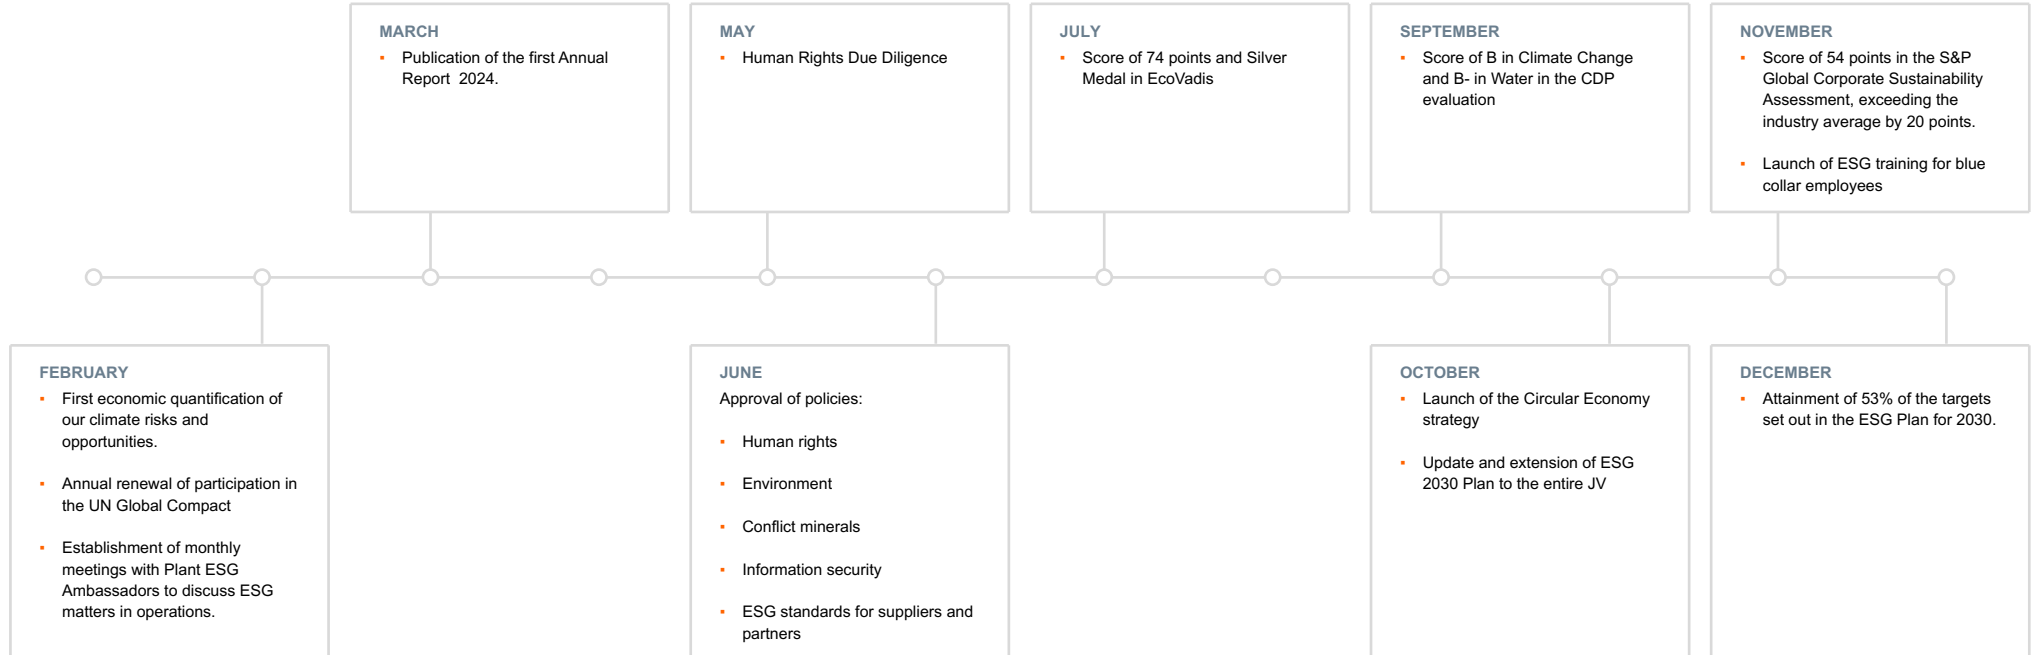 MARCH
▪ Publication of the first Annual
Report  2024.
MAY
▪ Human Rights Due Diligence
JULY
▪ Score of 74 points and Silver
Medal in EcoVadis
SEPTEMBER
▪ Score of B in Climate Change
and B- in Water in the CDP
evaluation
NOVEMBER
▪ Score of 54 points in the S&P
Global Corporate Sustainability
Assessment, exceeding the
industry average by 20 points.
▪ Launch of ESG training for blue
collar employees
FEBRUARY
▪ First economic quantification of
our climate risks and
opportunities.
▪ Annual renewal of participation in
the UN Global Compact
▪ Establishment of monthly
meetings with Plant ESG
Ambassadors to discuss ESG
matters in operations.
JUNE
Approval of policies:
▪ Human rights
▪ Environment
▪ Conflict minerals
▪ Information security
▪ ESG standards for suppliers and
partners
OCTOBER
▪ Launch of the Circular Economy
strategy
▪ Update and extension of ESG
2030 Plan to the entire JV
DECEMBER
▪ Attainment of 53% of the targets
set out in the ESG Plan for 2030.